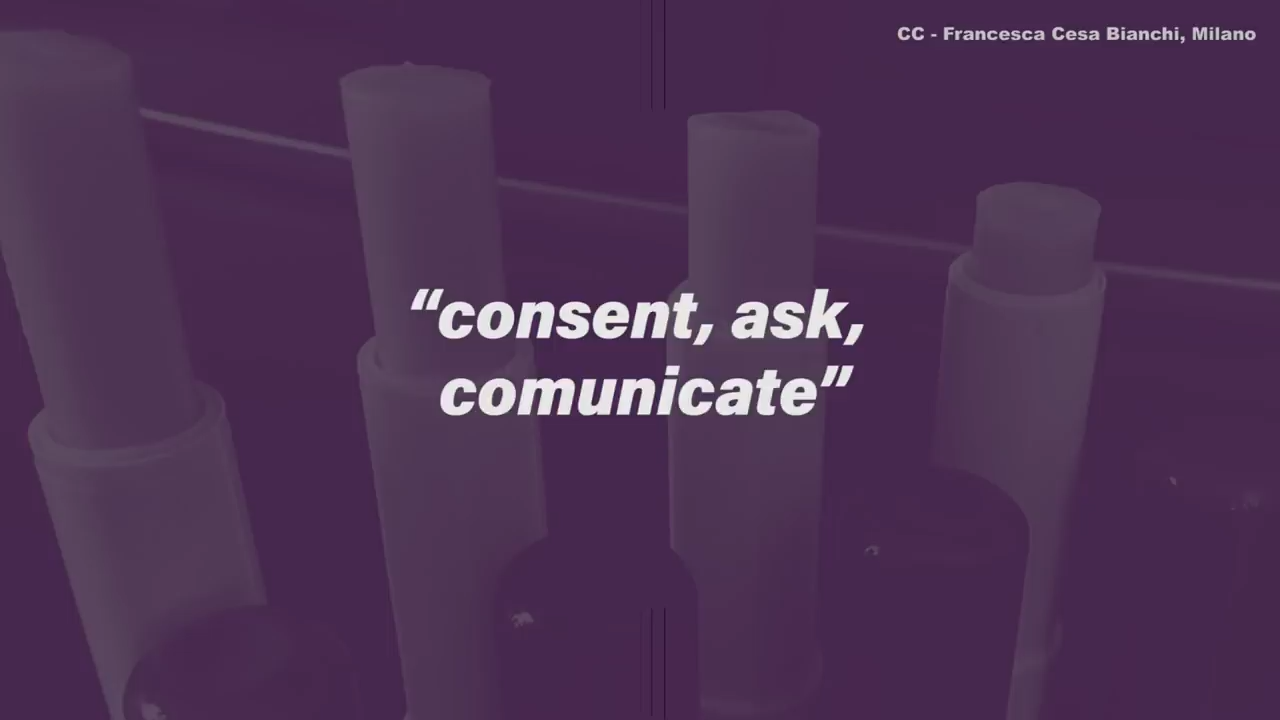 CC - Francesca Cesa Bianchi, Milano
“consent, ask,
comunicate”